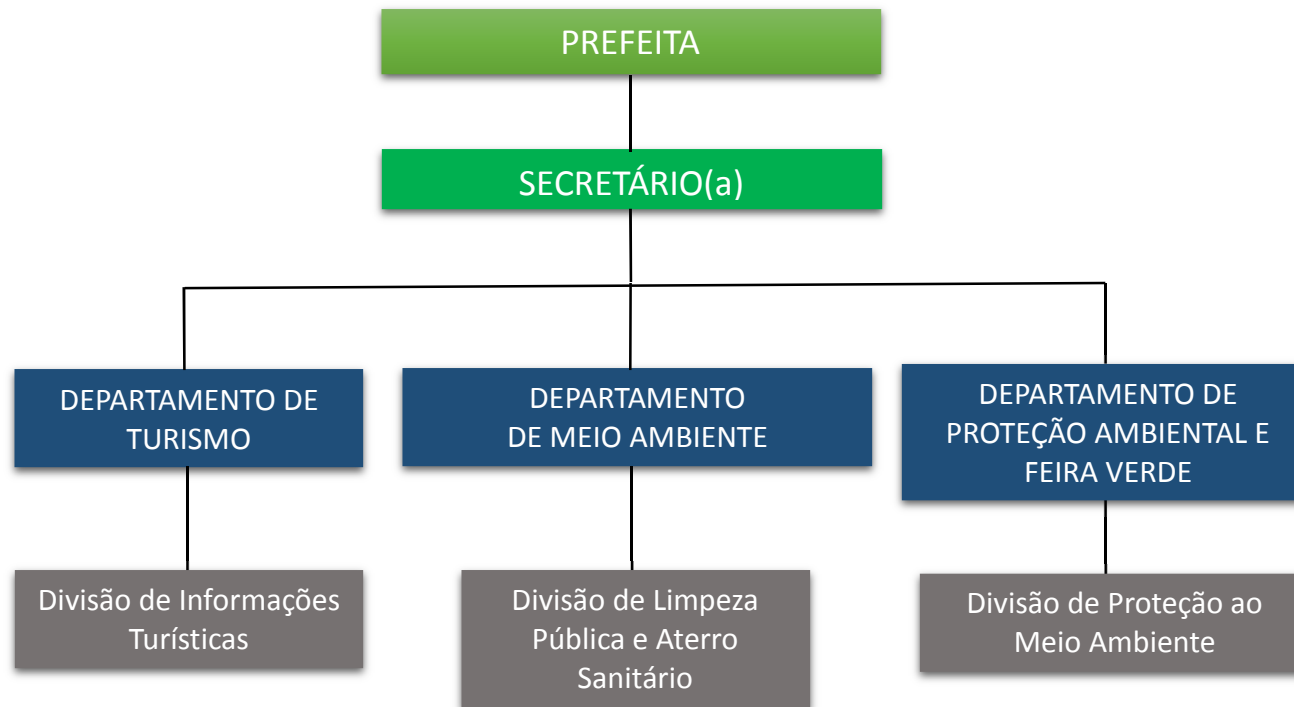 PREFEITA
SECRETÁRIO(a)
DEPARTAMENTO DE
TURISMO
DEPARTAMENTO
DE MEIO AMBIENTE
DEPARTAMENTO DE
PROTEÇÃO AMBIENTAL E
FEIRA VERDE
Divisão de Informações
Turísticas
Divisão de Limpeza
Pública e Aterro
Sanitário
Divisão de Proteção ao
Meio Ambiente